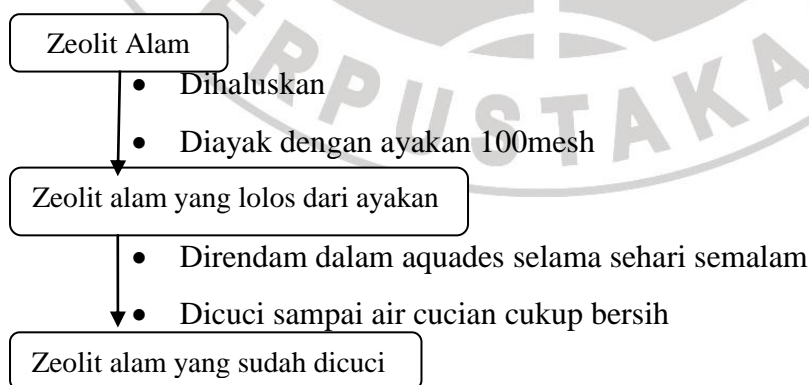 Zeolit Alam
• Dihaluskan
• Diayak dengan ayakan 100mesh
Zeolit alam yang lolos dari ayakan
• Direndam dalam aquades selama sehari semalam
• Dicuci sampai air cucian cukup bersih
Zeolit alam yang sudah dicuci
ERPUSTAKA